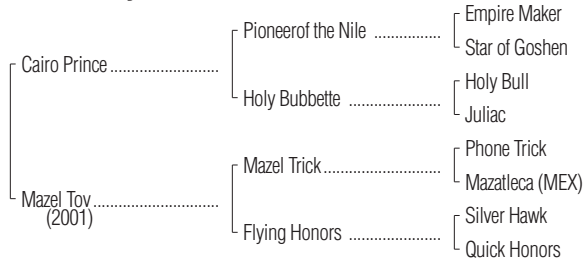 Empire Maker
Pioneerof the Nile ................
Star of Goshen
Cairo Prince ..........................
Holy Bull
Holy Bubbette ......................
Juliac
Phone Trick
Mazel Trick............................
Mazatleca (MEX)
Mazel Tov..............................
(2001)
Silver Hawk
Flying Honors ......................
Quick Honors